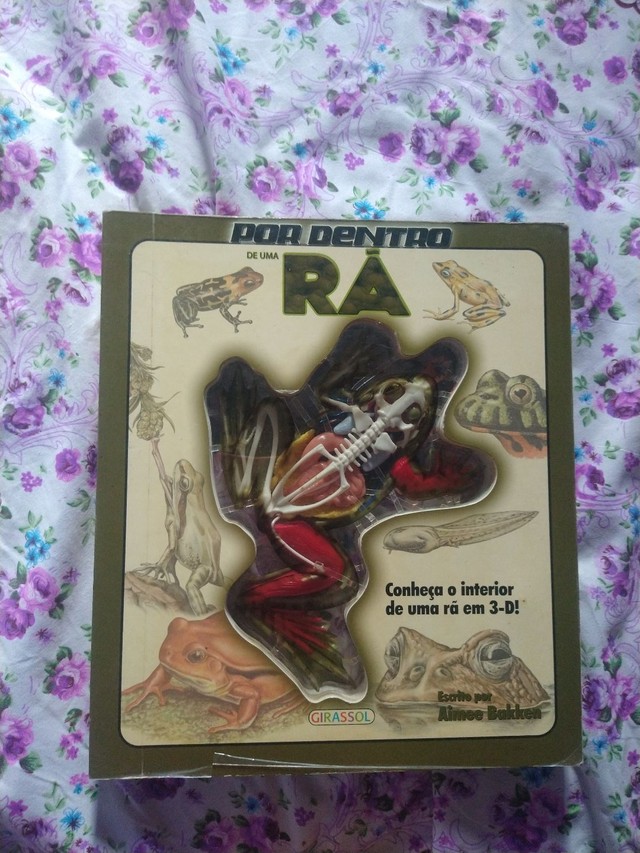 POR DENTRO
DE UMA
RÃ
Conheça o interior
de uma rã em 3-D!
GIRASSOL
Escrito por
Aimee Bakken